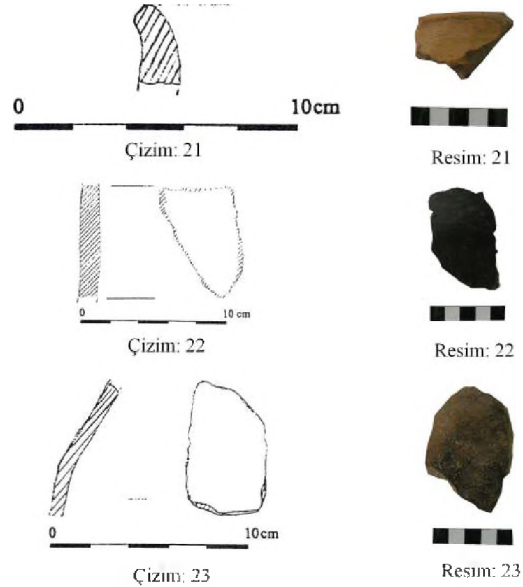 0 10cm
Çizim: 21
Resim: 21
0 10 cm
Çizim: 22
Resim: 22
0 10cm
Çizim: 23
Resim: 23